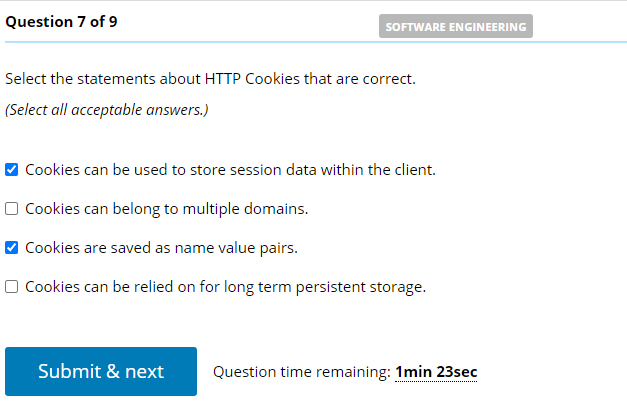 Question 7 of 9
SOFTWARE ENGINEERING
Select the statements about HTTP Cookies that are correct.
(Select all acceptable answers.)
Cookies can be used to store session data within the client.
Cookies can belong to multiple domains.
Cookies are saved as name value pairs.
Cookies can be relied on for long term persistent storage.
Submit & next
Question time remaining: 1min 23sec